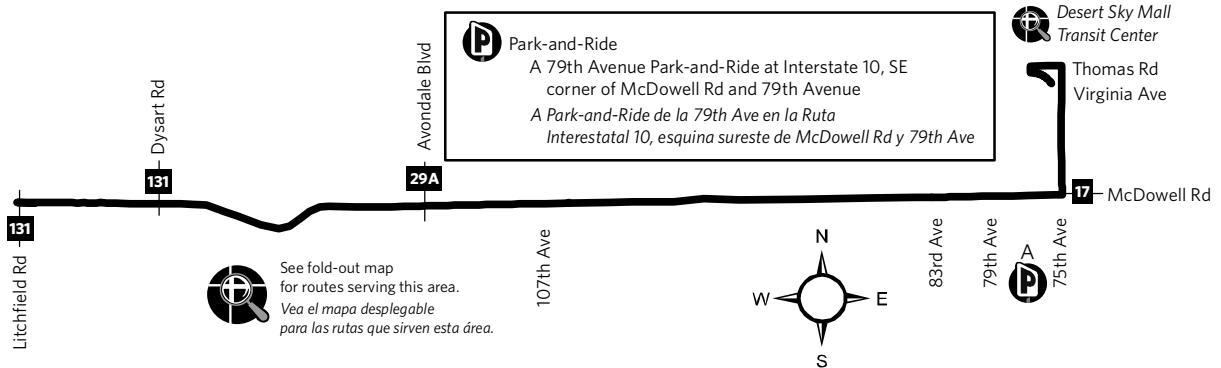 Desert Sky Mall
Transit Center
P
Park-and-Ride
A 79th Avenue Park-and-Ride at Interstate 10, SE
corner of McDowell Rd and 79th Avenue
A Park-and-Ride de la 79th Ave en la Ruta
Interestatal 10, esquina sureste de McDowell Rd y 79th Ave
Thomas Rd
Virginia Ave
Dysart Rd
Avondale Blvd
131
29A
17
McDowell Rd
131
Litchfield Rd
See fold-out map
for routes serving this area.
Vea el mapa desplegable
para las rutas que sirven esta área.
107th Ave
N
W
E
S
83rd Ave
79th Ave
A
P
75th Ave